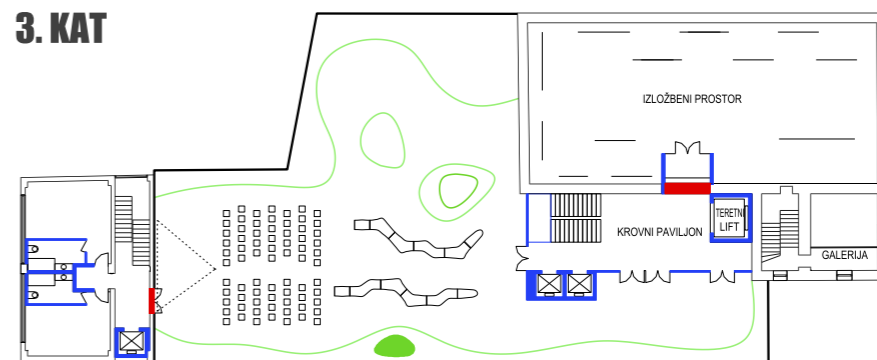 3. KAT
IZLOŽBENI PROSTOR
TERETNI
LIFT
KROVNI PAVILJON
GALERIJA